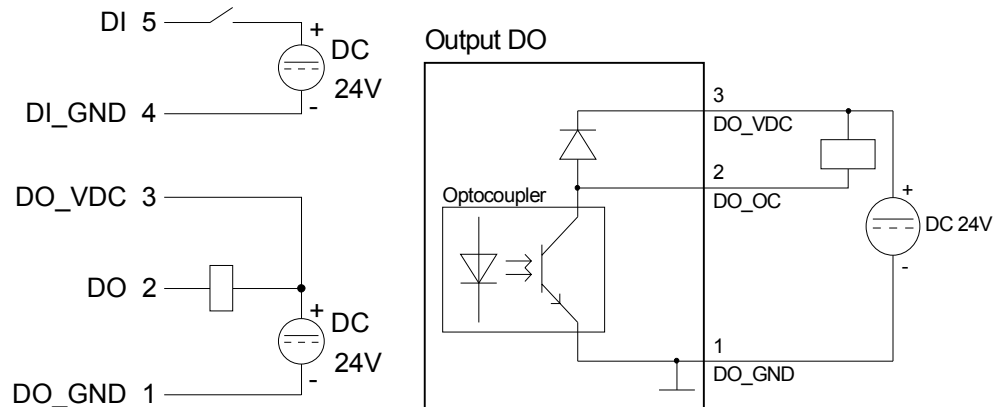 DI 5
+
DC
24V
-
DI_GND 4
DO_VDC 3
DO 2
+
DC
24V
-
DO_GND 1
Output DO
3
DO_VDC
2
DO_OC
Optocoupler
+
DC 24V
-
1
DO_GND